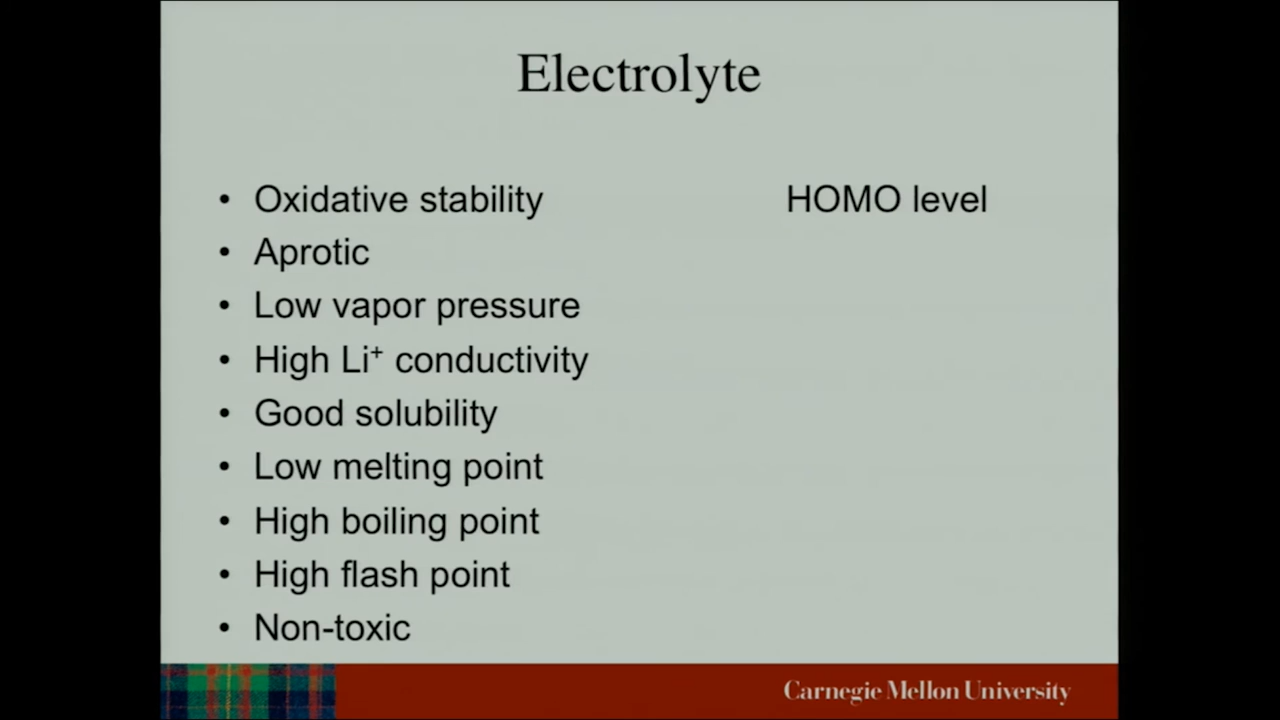 Electrolyte
• Oxidative stability HOMO level
• Aprotic
• Low vapor pressure
• High Li⁺ conductivity
• Good solubility
• Low melting point
• High boiling point
• High flash point
• Non-toxic
Carnegie Mellon University